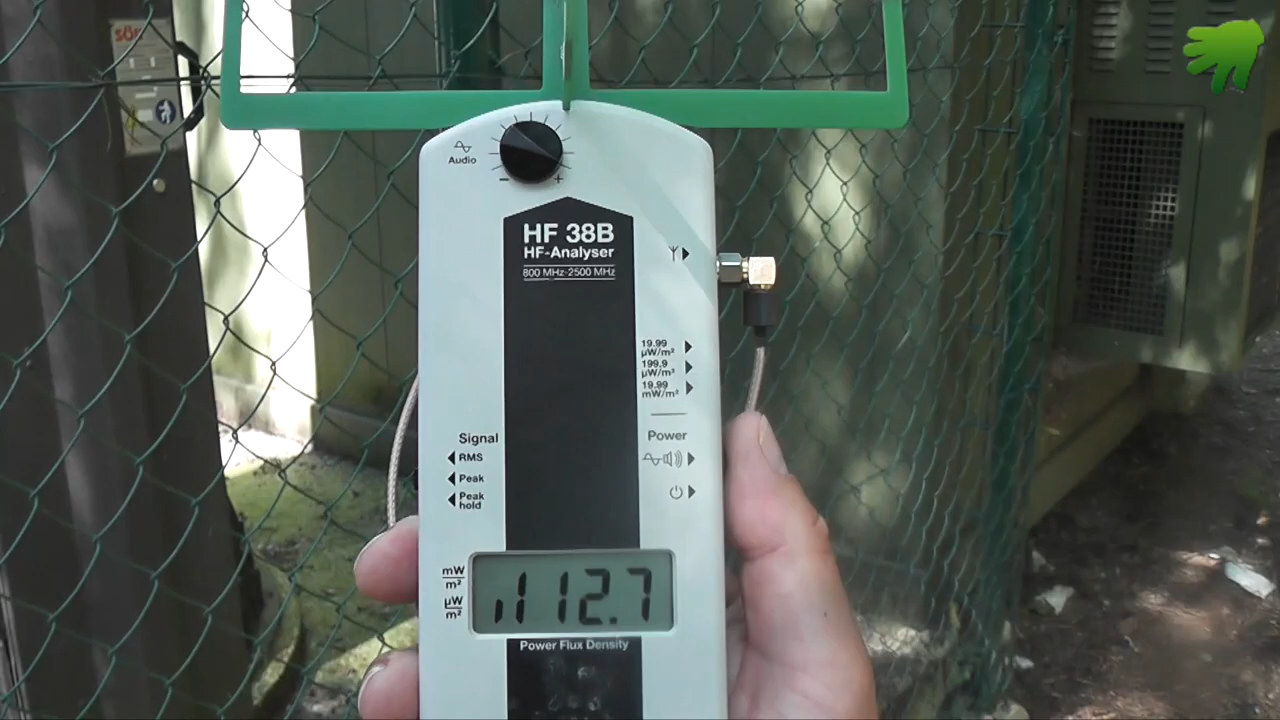 Audio
- +
HF 38B
HF-Analyser
800 MHz-2500 MHz
19.99
µW/m²
199.9
µW/m²
19.99
mW/m²
Power
Signal
RMS
Peak
Peak
hold
mW
m²
µW
m²
112.7
Power Flux Density